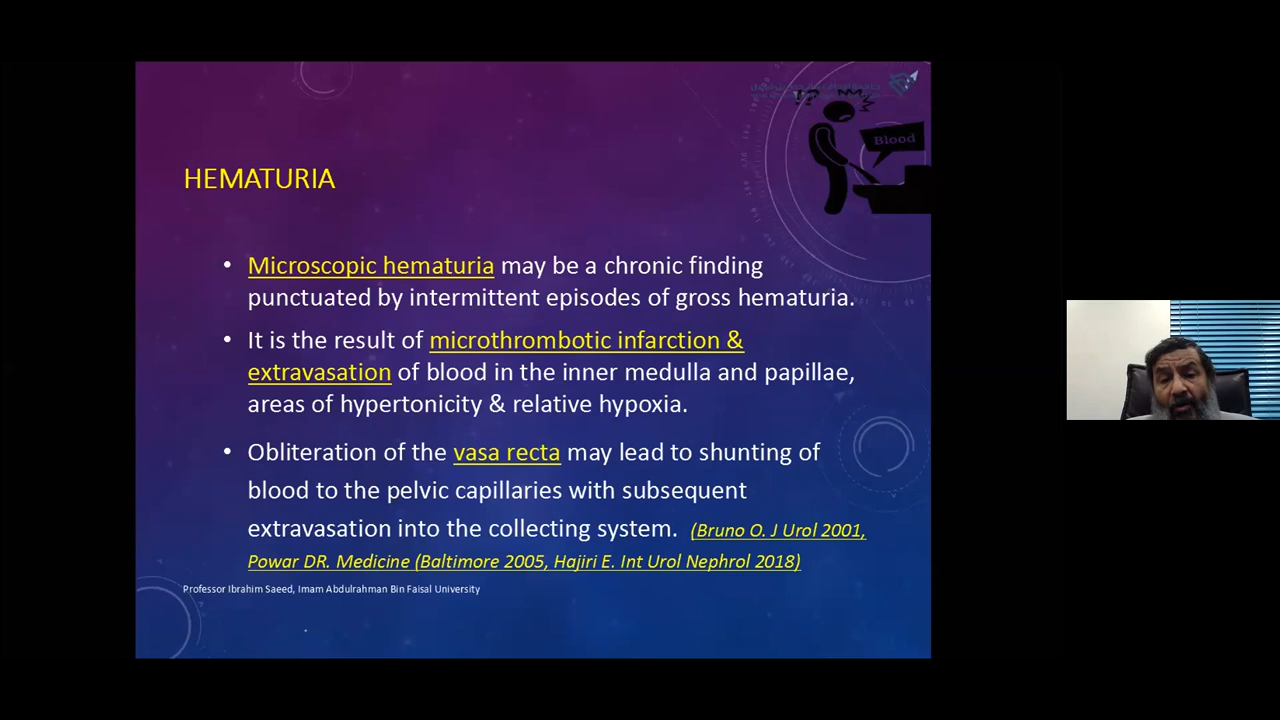 !?
Blood
HEMATURIA
• Microscopic hematuria may be a chronic finding
punctuated by intermittent episodes of gross hematuria.
• It is the result of microthrombotic infarction &
extravasation of blood in the inner medulla and papillae,
areas of hypertonicity & relative hypoxia.
• Obliteration of the vasa recta may lead to shunting of
blood to the pelvic capillaries with subsequent
extravasation into the collecting system. (Bruno O. J Urol 2001,
Powar DR. Medicine (Baltimore 2005, Hajiri E. Int Urol Nephrol 2018)
Professor Ibrahim Saeed, Imam Abdulrahman Bin Faisal University